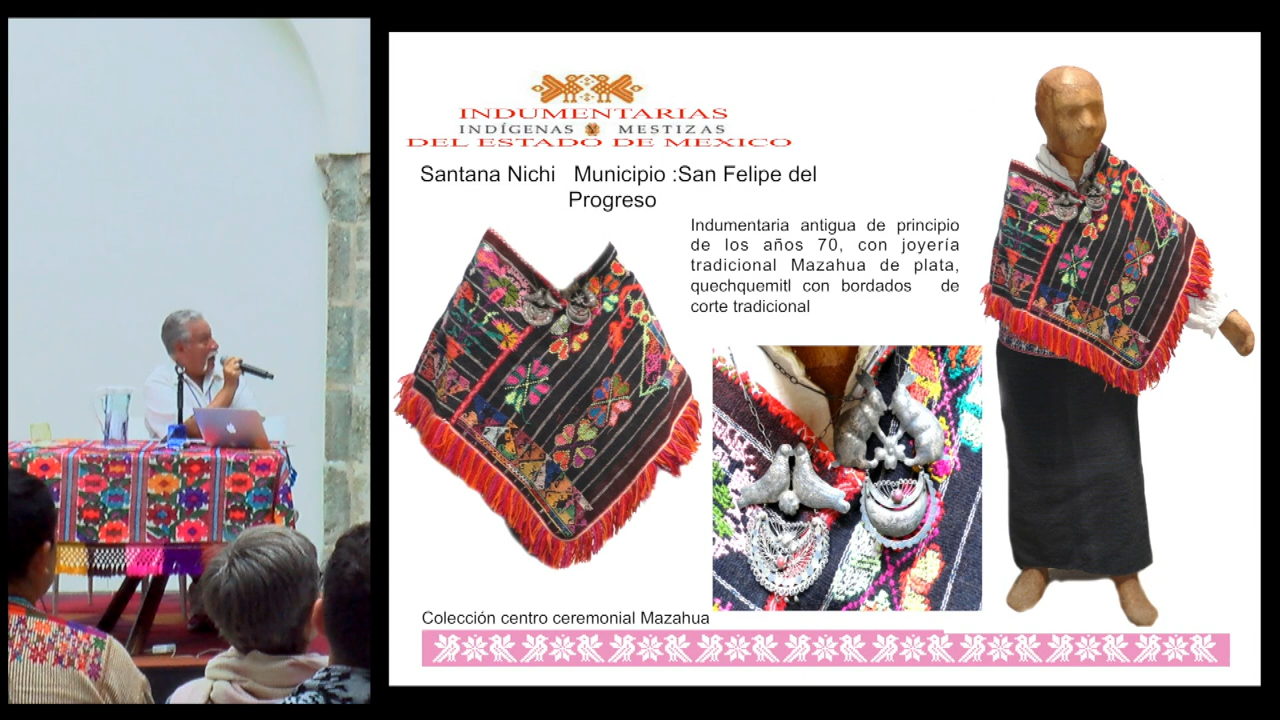 INDUMENTARIAS
INDÍGENAS Y MESTIZAS
DEL ESTADO DE MEXICO
Santana Nichi Municipio :San Felipe del
Progreso
Indumentaria antigua de principio
de los años 70, con joyería
tradicional Mazahua de plata,
quechquemitl con bordados de
corte tradicional
Colección centro ceremonial Mazahua